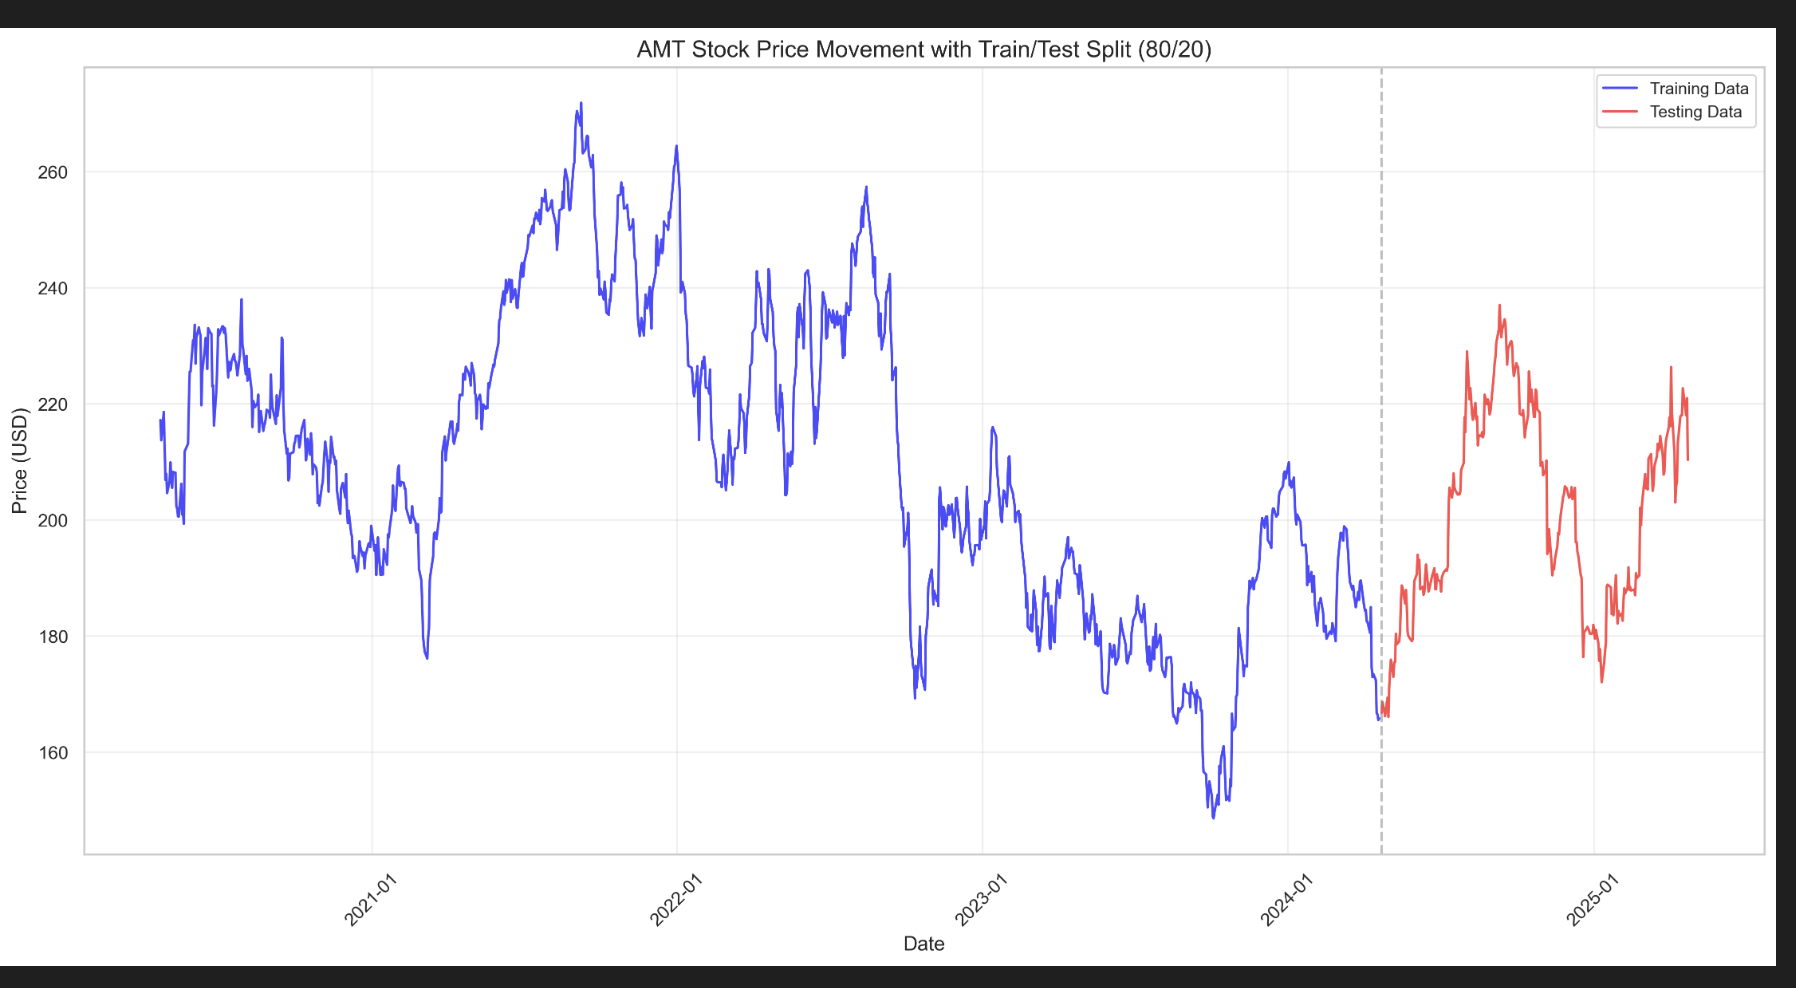 AMT Stock Price Movement with Train/Test Split (80/20)
Training Data
Testing Data
Price (USD)
260
240
220
200
180
160
2021-01
2022-01
2023-01
2024-01
2025-01
Date